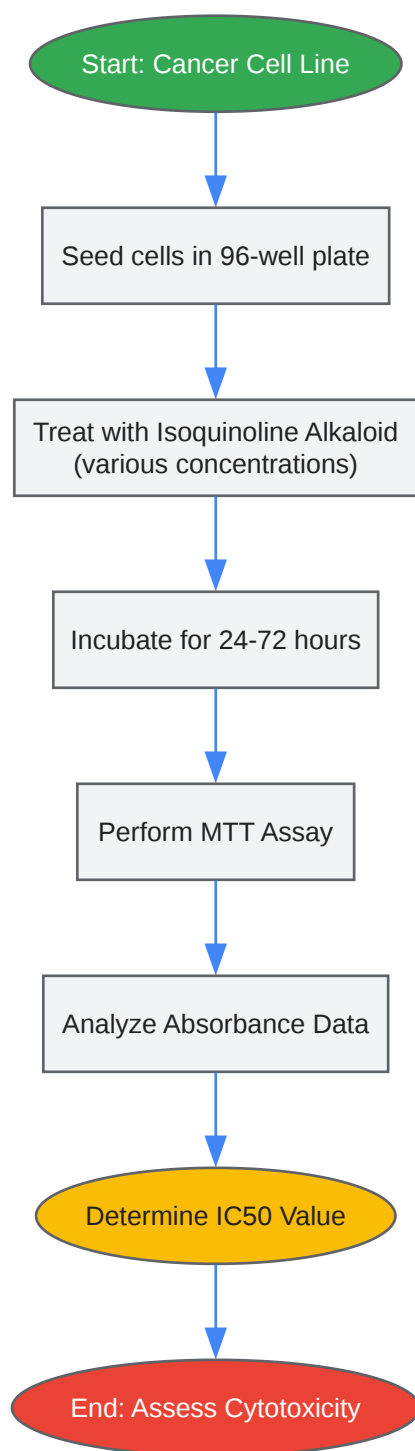 Start: Cancer Cell Line
Seed cells in 96-well plate
Treat with Isoquinoline Alkaloid
(various concentrations)
Incubate for 24-72 hours
Perform MTT Assay
Analyze Absorbance Data
Determine IC50 Value
End: Assess Cytotoxicity